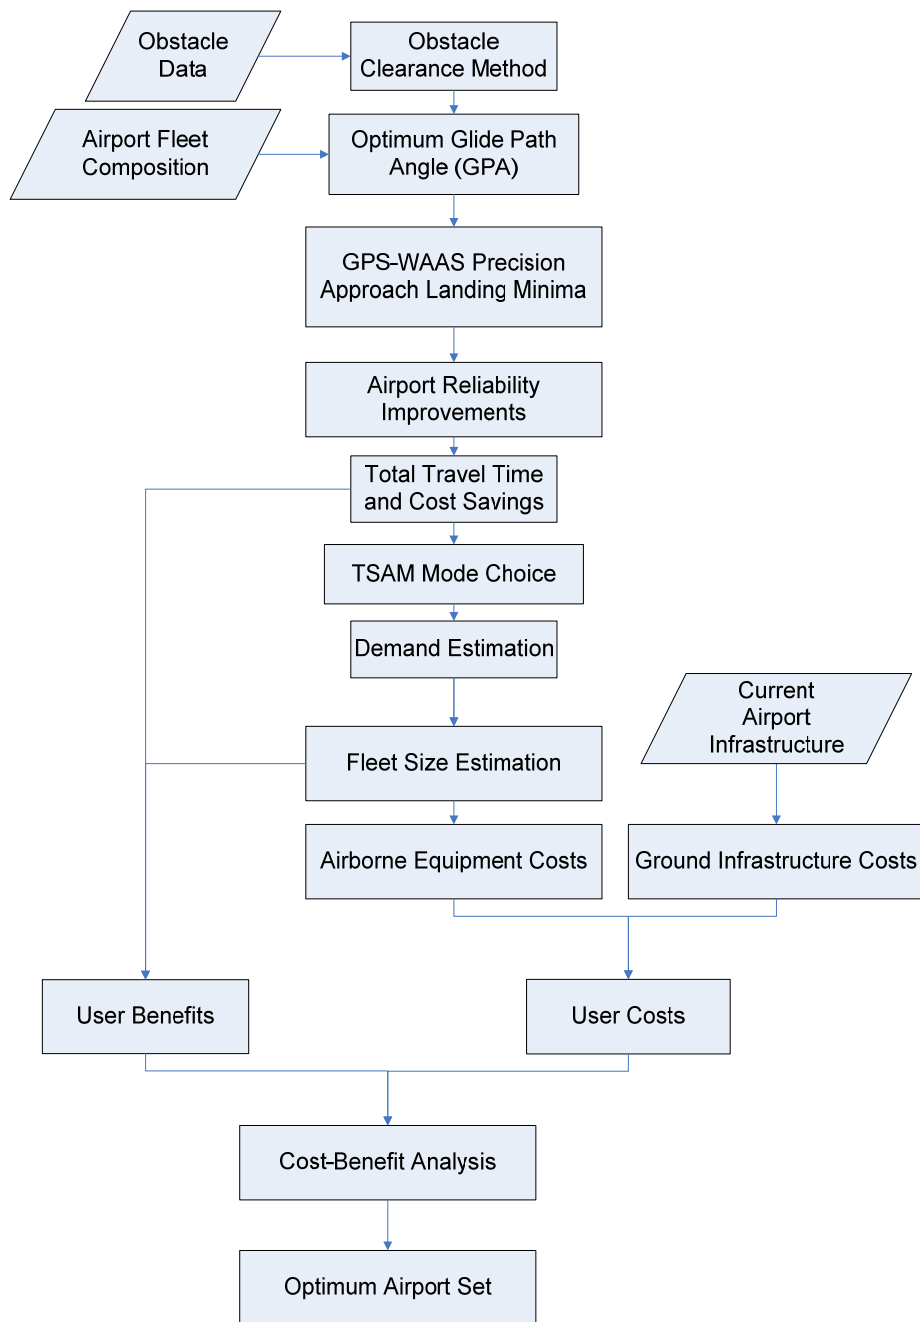 Obstacle
Data
Obstacle
Clearance Method
Airport Fleet
Composition
Optimum Glide Path
Angle (GPA)
GPS-WAAS Precision
Approach Landing Minima
Airport Reliability
Improvements
Total Travel Time
and Cost Savings
TSAM Mode Choice
Demand Estimation
Current
Airport
Infrastructure
Fleet Size Estimation
Airborne Equipment Costs
Ground Infrastructure Costs
User Benefits
User Costs
Cost-Benefit Analysis
Optimum Airport Set